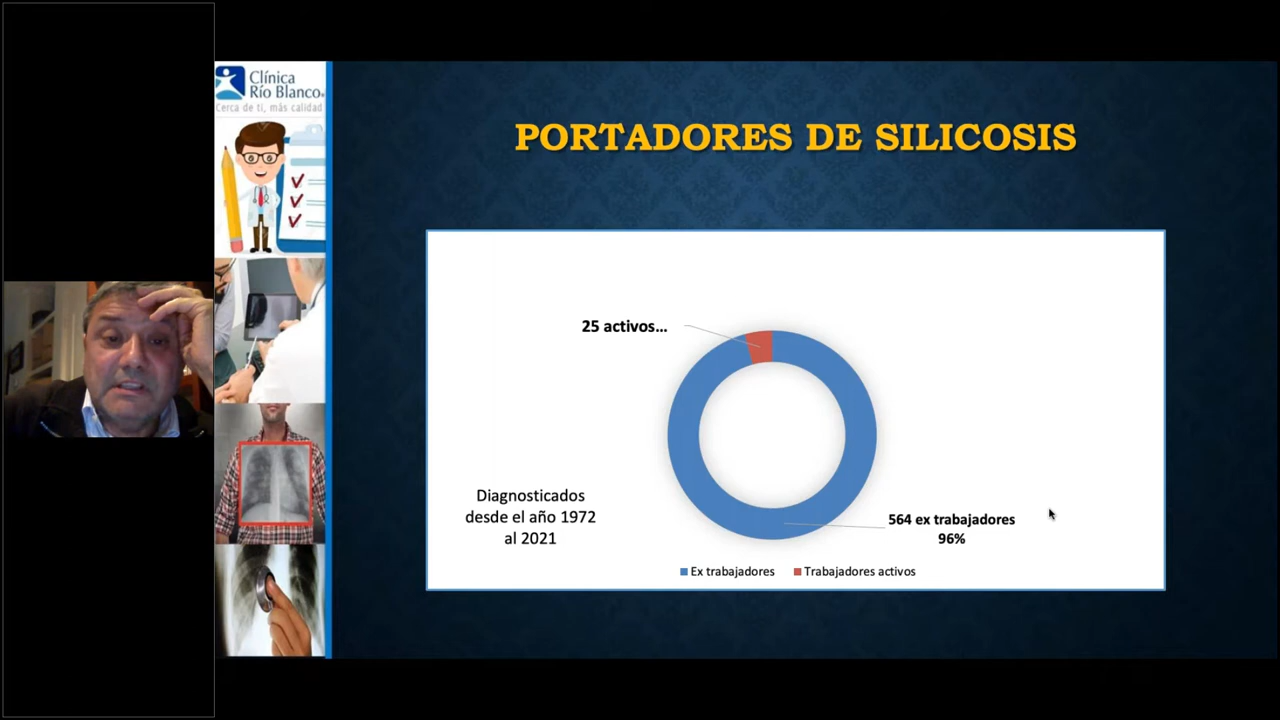 Clínica
Río Blanco
Cerca de ti, más calidad
PORTADORES DE SILICOSIS
25 activos...
Diagnosticados
desde el año 1972
al 2021
564 ex trabajadores
96%
Ex trabajadores
Trabajadores activos